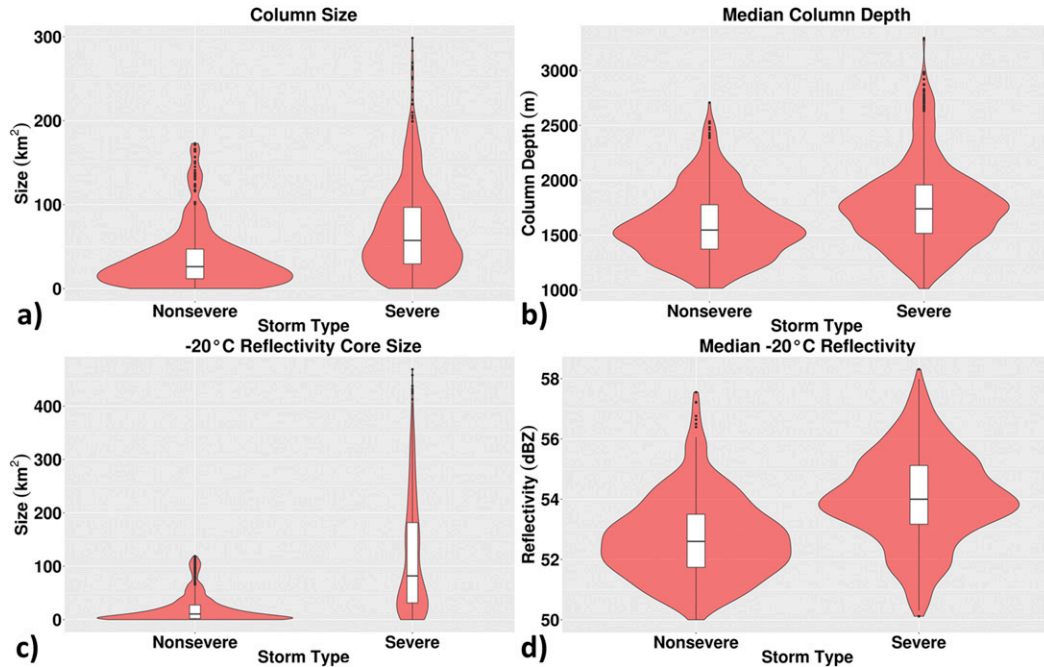 Column Size
300
200
100
0
Size (km²)
Nonsevere Severe
Storm Type
a)
Median Column Depth
3000
2500
2000
1500
1000
Column Depth (m)
Nonsevere Severe
Storm Type
b)
-20°C Reflectivity Core Size
400
300
200
100
0
Size (km²)
Nonsevere Severe
Storm Type
c)
Median -20°C Reflectivity
58
56
54
52
50
Reflectivity (dBZ)
Nonsevere Severe
Storm Type
d)